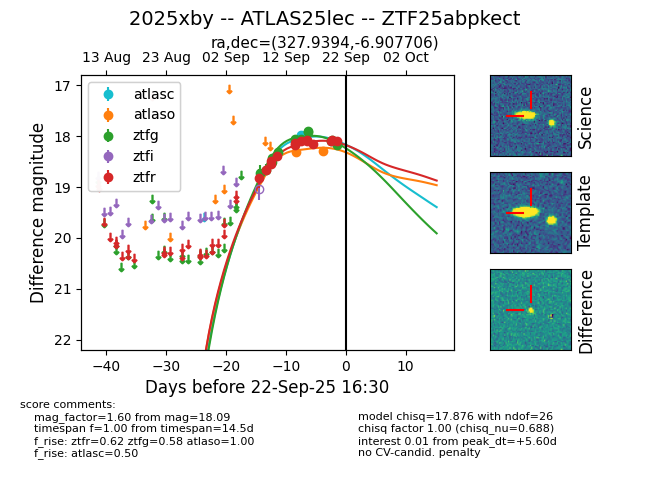 2025xby -- ATLAS25lec -- ZTF25abpkect
ra,dec=(327.9394,-6.907706)
13 Aug 23 Aug 02 Sep 12 Sep 22 Sep 02 Oct
Difference magnitude
17
18
19
20
21
22
atlasc
atlaso
ztfg
ztfi
ztfr
−40 −30 −20 −10 0 10
Days before 22-Sep-25 16:30
Science
Template
Difference
score comments:
mag_factor=1.60 from mag=18.09
timespan f=1.00 from timespan=14.5d
f_rise: ztfr=0.62 ztfg=0.58 atlaso=1.00
f_rise: atlasc=0.50
model chisq=17.876 with ndof=26
chisq factor 1.00 (chisq_nu=0.688)
interest 0.01 from peak_dt=+5.60d
no CV-candid. penalty